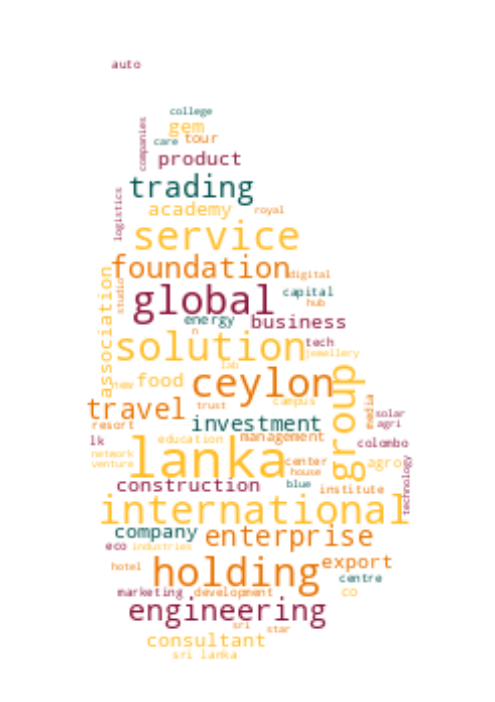 auto
college
gem
companies
care tour
product
trading
logistics
academy royal
service
foundation
digital
association
studio
global capital
hub
energy business
n
solution tech
jewellery
lab
new food ceylon
group
travel trust campus
media
solar
resort investment agri
lk education management colombo
lanka
network
venture
center agro
house
technology
construction blue institute
international
company enterprise
eco industries
hotel holding export
centre
marketing development co
engineering
sri star
consultant
sri lanka